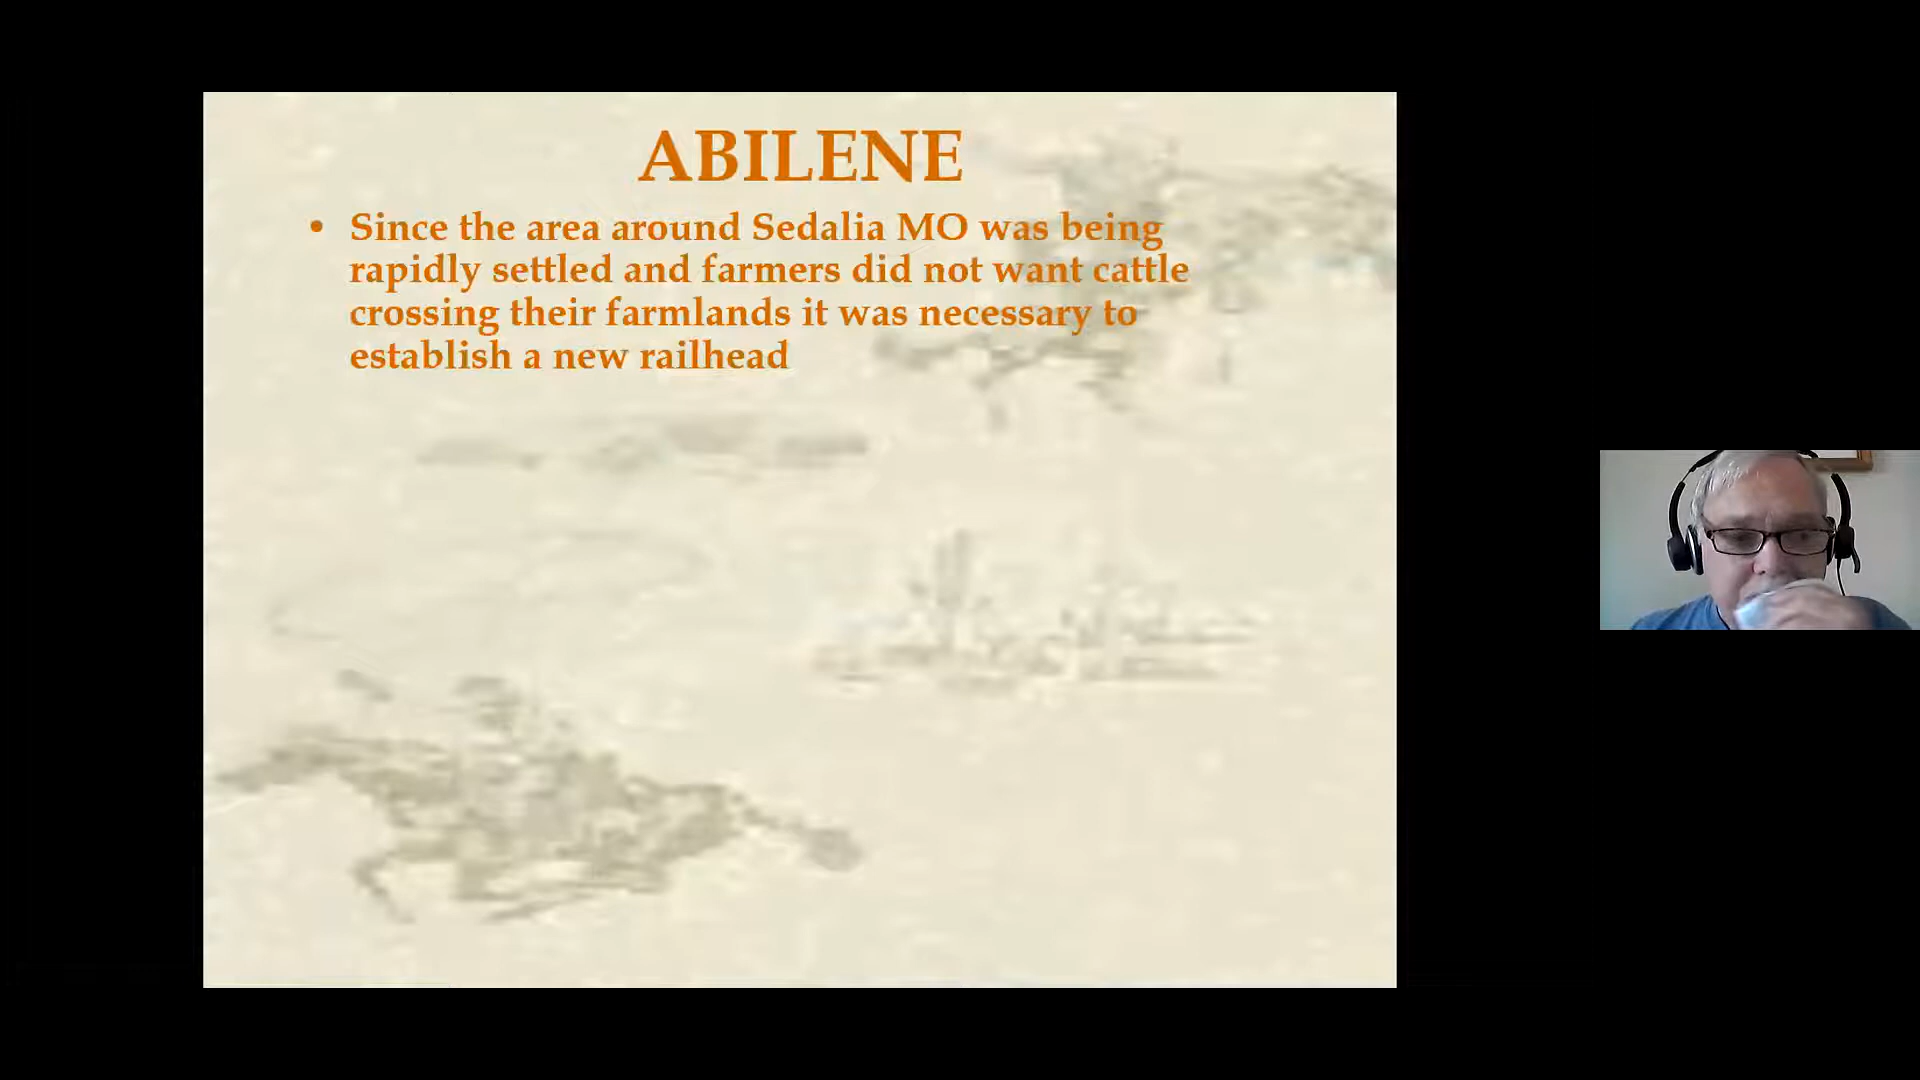 ABILENE
• Since the area around Sedalia MO was being
rapidly settled and farmers did not want cattle
crossing their farmlands it was necessary to
establish a new railhead